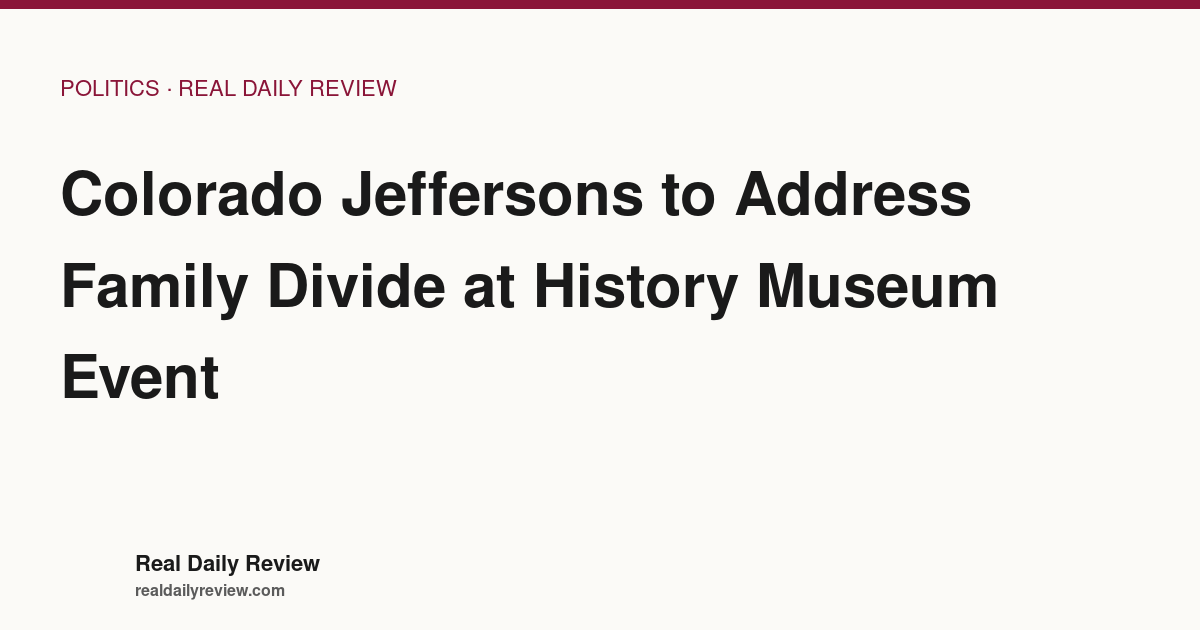 POLITICS · REAL DAILY REVIEW
Colorado Jeffersons to Address
Family Divide at History Museum
Event
Real Daily Review
realdailyreview.com